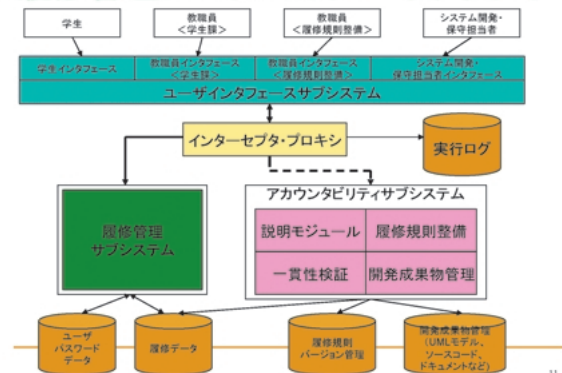 学生
教職員
<学生課>
教職員
<履修規則整備>
システム開発・
保守担当者
学生インタフェース
教職員インタフェース
<学生課>
教職員インタフェース
<履修規則整備>
システム開発・
保守担当者インタフェース
ユーザインタフェースサブシステム
インターセプタ・プロキシ
実行ログ
アカウンタビリティサブシステム
履修管理
サブシステム
説明モジュール
履修規則整備
一貫性検証
開発成果物管理
ユーザ
パスワード
データ
履修データ
履修規則
バージョン管理
開発成果物管理
(UMLモデル、
ソースコード、
ドキュメントなど)